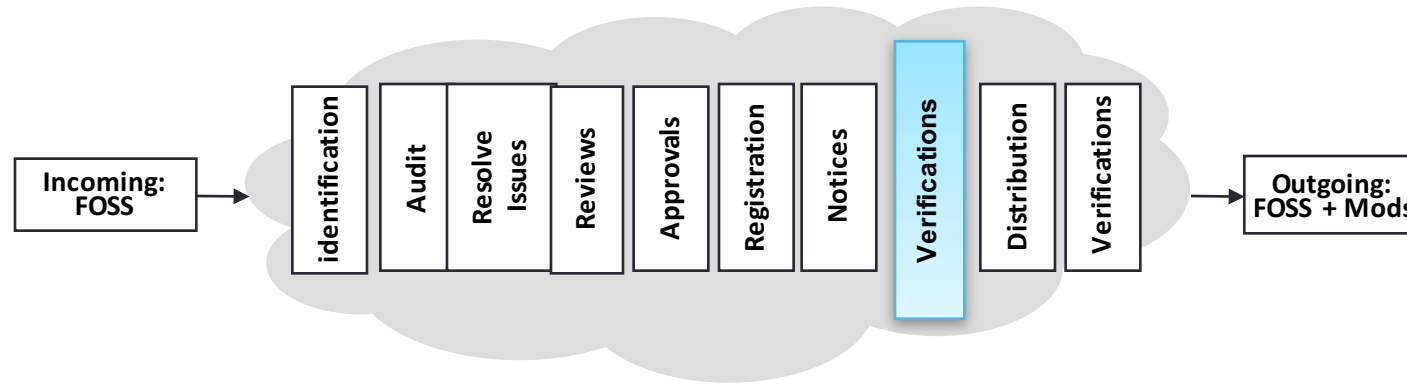 Incoming:
FOSS
identification
Audit
Resolve
Issues
Reviews
Approvals
Registration
Notices
Verifications
Distribution
Verifications
Outgoing:
FOSS + Mods